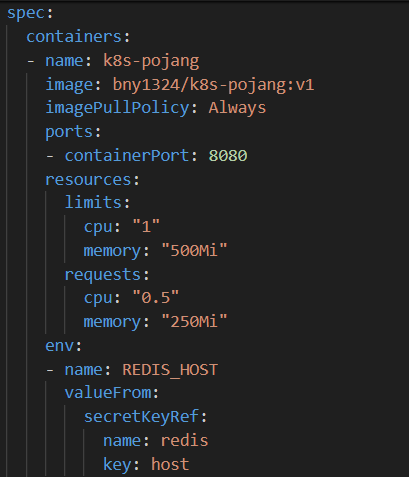 spec:
  containers:
  - name: k8s-pojang
    image: bny1324/k8s-pojang:v1
    imagePullPolicy: Always
    ports:
    - containerPort: 8080
    resources:
      limits:
        cpu: "1"
        memory: "500Mi"
      requests:
        cpu: "0.5"
        memory: "250Mi"
    env:
    - name: REDIS_HOST
      valueFrom:
        secretKeyRef:
          name: redis
          key: host